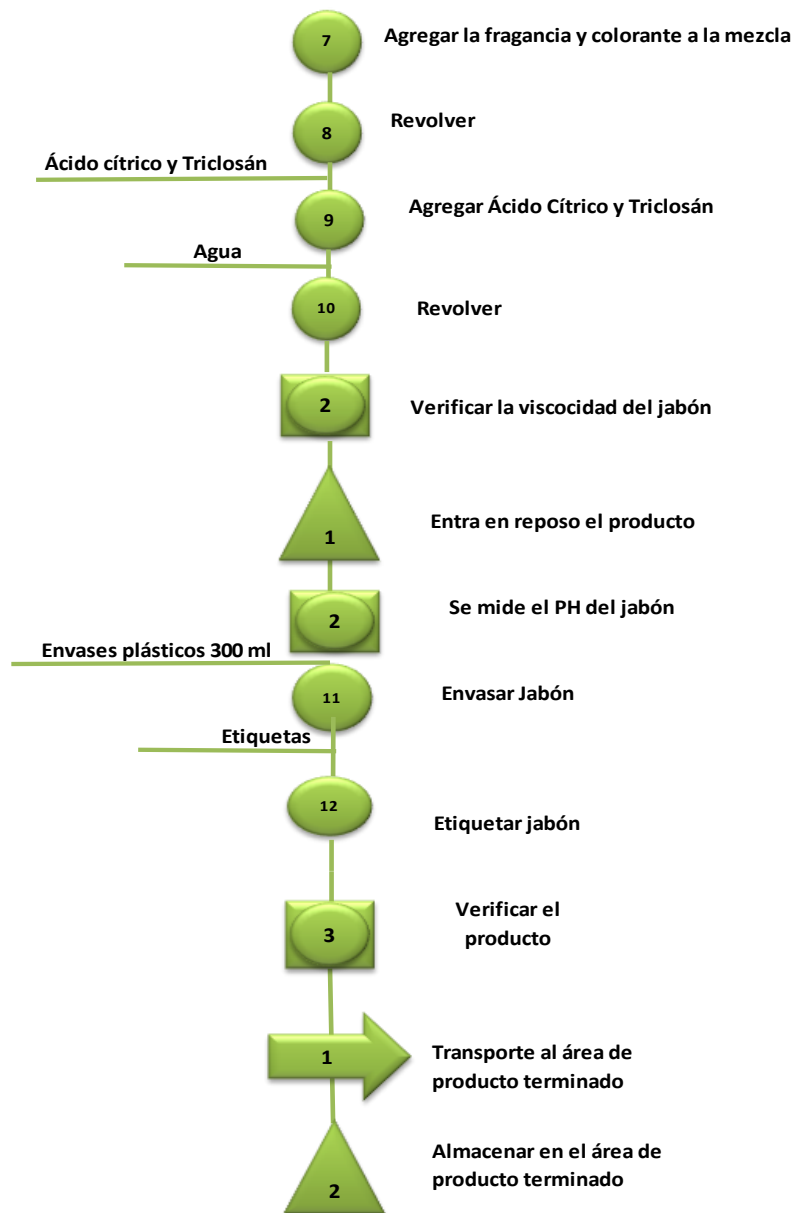 7
Agregar la fragancia y colorante a la mezcla
8
Revolver
Ácido cítrico y Triclosán
9
Agregar Ácido Cítrico y Triclosán
Agua
10
Revolver
2
Verificar la viscocidad del jabón
1
Entra en reposo el producto
2
Se mide el PH del jabón
Envases plásticos 300 ml
11
Envasar Jabón
Etiquetas
12
Etiquetar jabón
3
Verificar el
producto
1
Transporte al área de
producto terminado
2
Almacenar en el área de
producto terminado